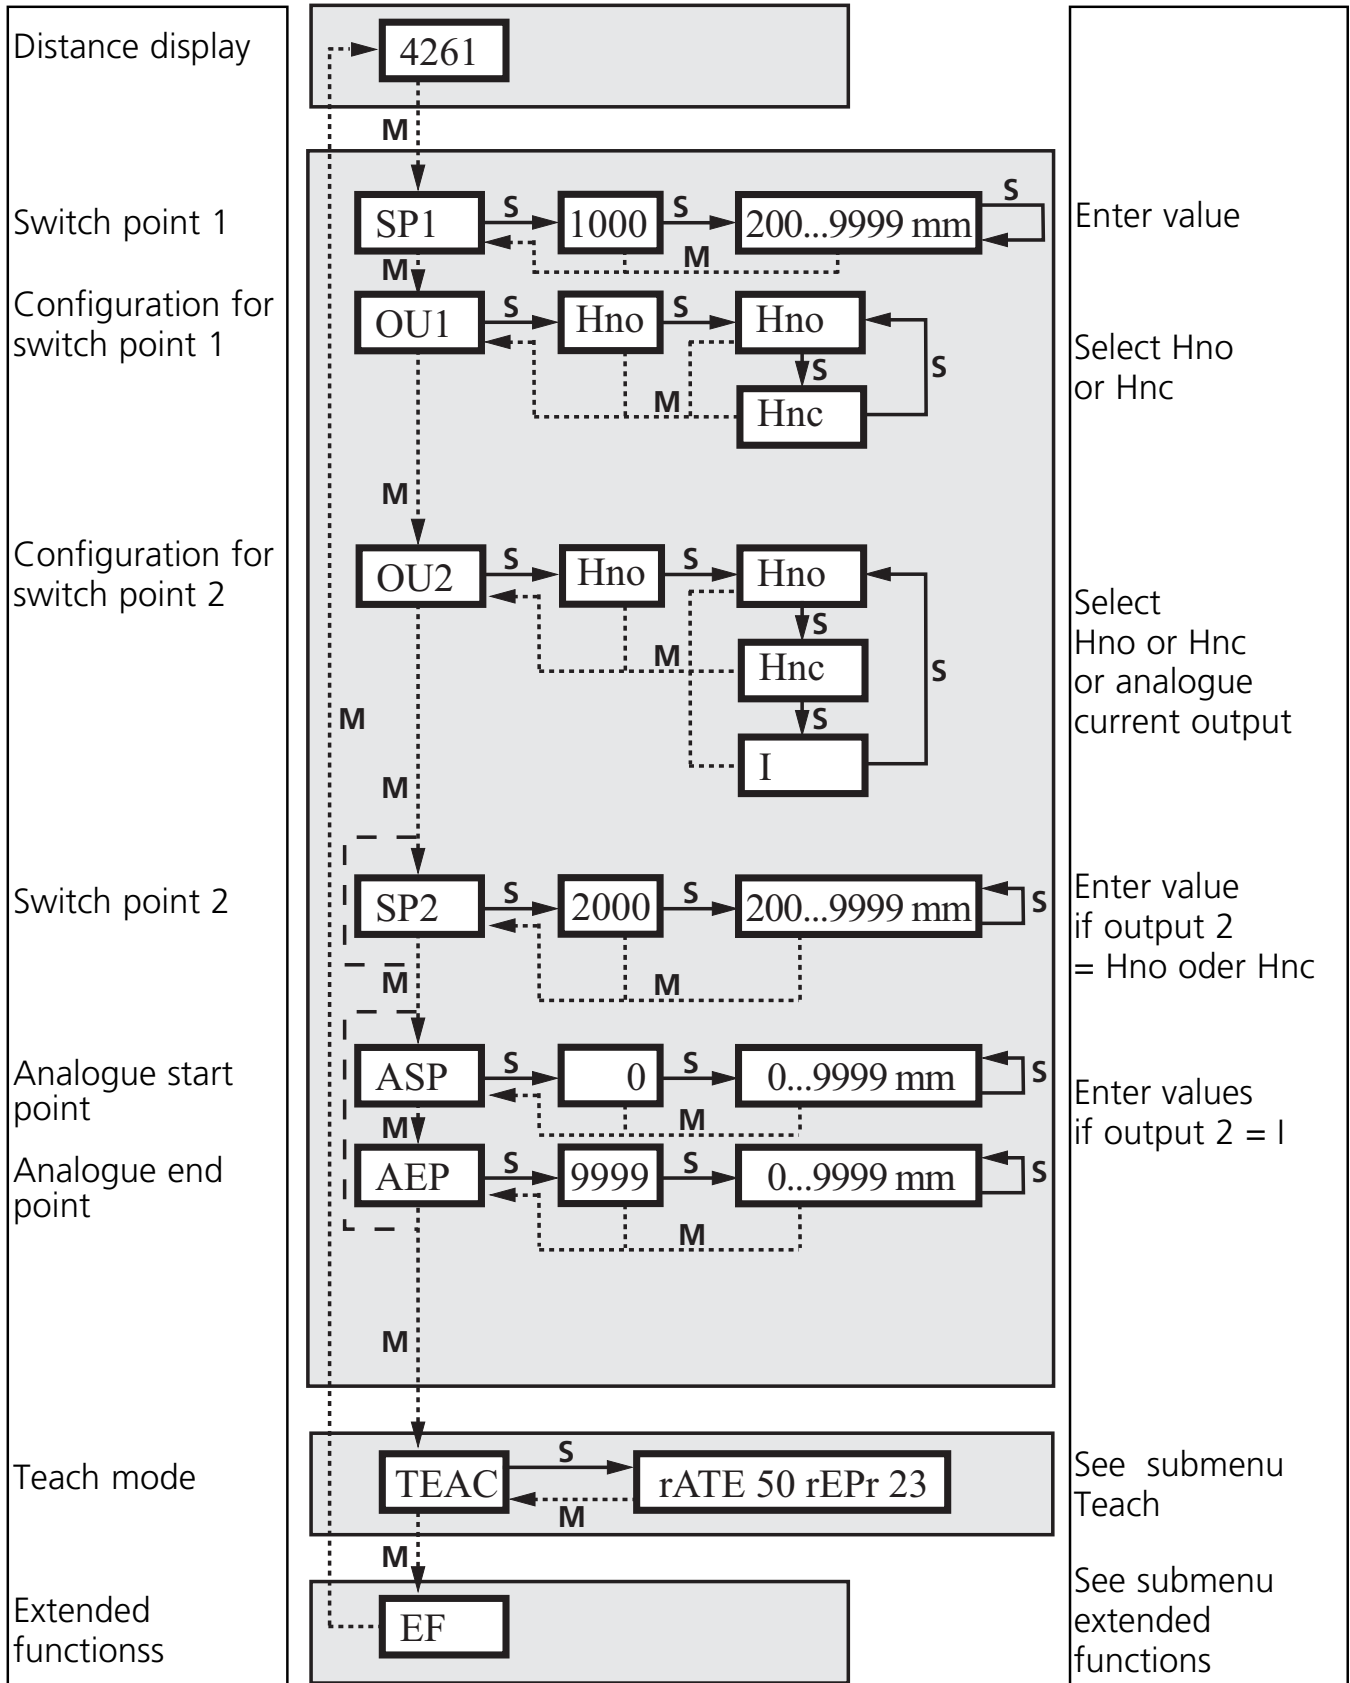 Distance display
4261
M
Switch point 1
SP1
S
1000
S
200...9999 mm
S
M
Enter value
M
Configuration for
switch point 1
OU1
S
Hno
S
Hno
S
Hnc
S
M
Select Hno
or Hnc
M
Configuration for
switch point 2
OU2
S
Hno
S
Hno
S
Hnc
S
I
S
M
Select
Hno or Hnc
or analogue
current output
M
M
Switch point 2
SP2
S
2000
S
200...9999 mm
S
M
Enter value
if output 2
= Hno oder Hnc
M
Analogue start
point
ASP
S
0
S
0...9999 mm
S
M
Enter values
if output 2 = I
M
Analogue end
point
AEP
S
9999
S
0...9999 mm
S
M
M
Teach mode
TEAC
S
rATE 50 rEPr 23
M
See submenu
Teach
M
Extended
functionss
EF
See submenu
extended
functions